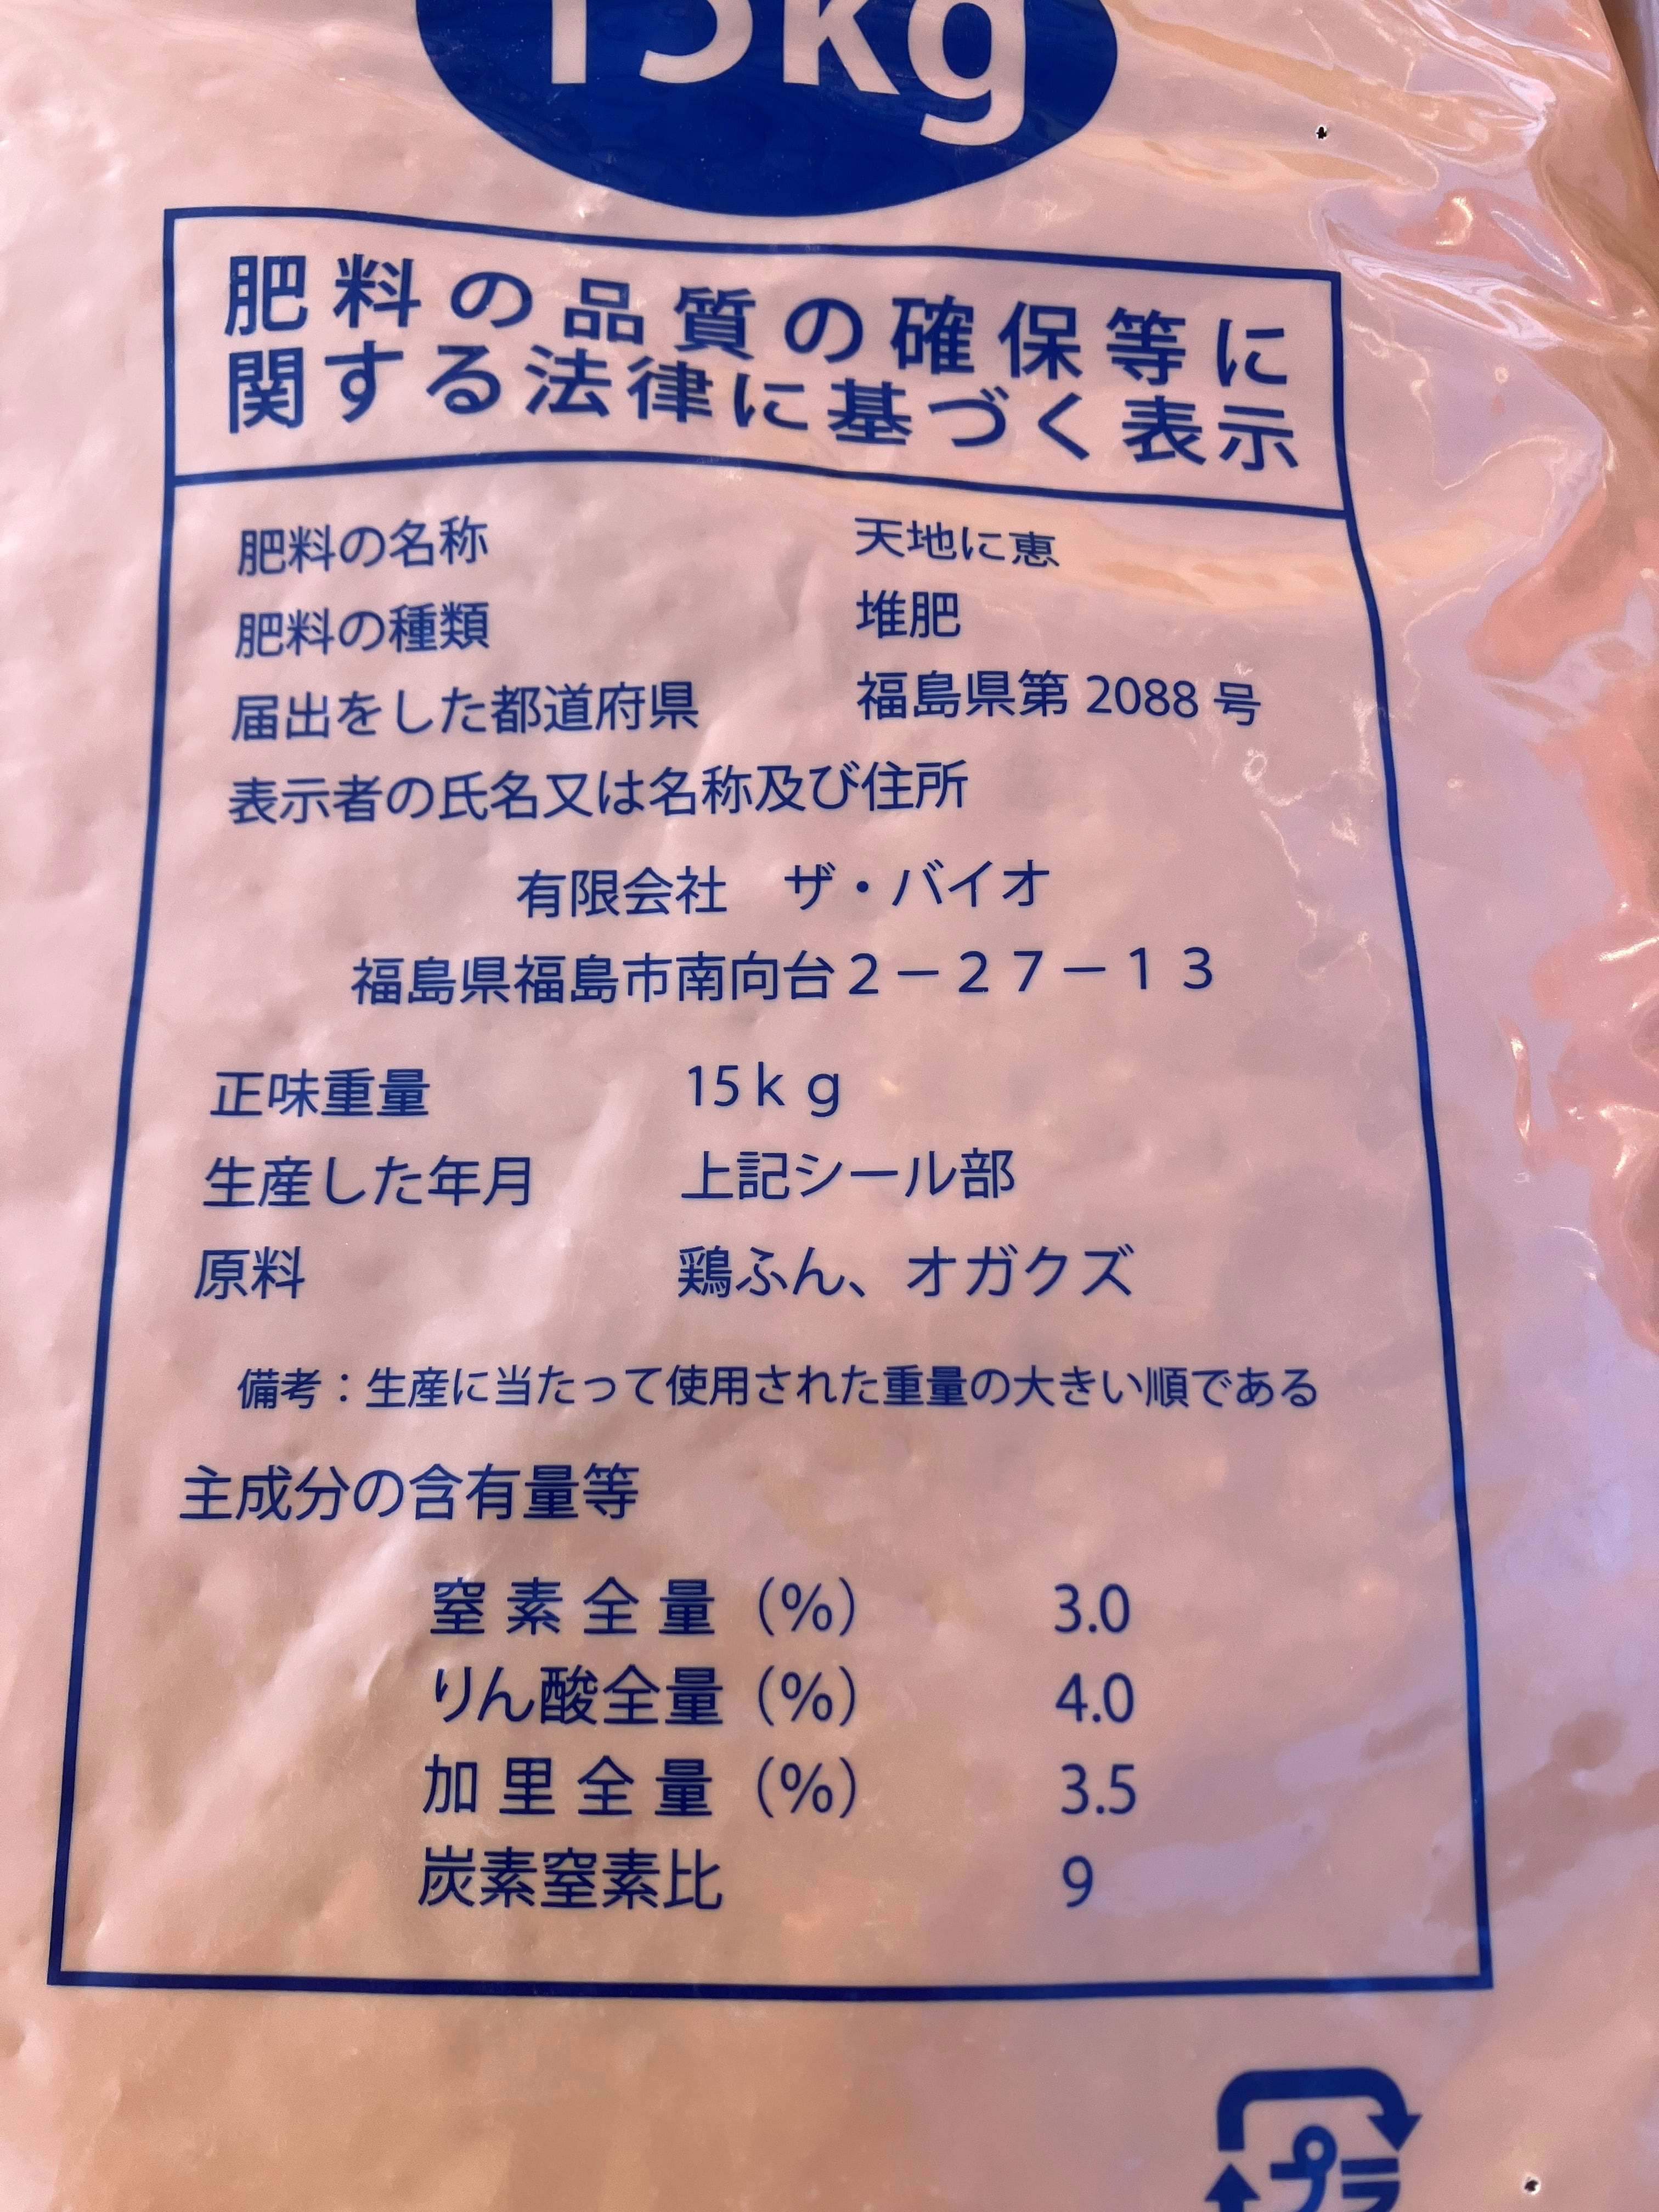 15kg
肥料の品質の確保等に
関する法律に基づく表示
肥料の名称 天地に恵
肥料の種類 堆肥
届出をした都道府県 福島県第 2088 号
表示者の氏名又は名称及び住所
有限会社　ザ・バイオ
福島県福島市南向台２－２７－１３
正味重量 15ｋｇ
生産した年月 上記シール部
原料 鶏ふん、オガクズ
備考：生産に当たって使用された重量の大きい順である
主成分の含有量等
窒素全量（%） 3.0
りん酸全量（%） 4.0
加里全量（%） 3.5
炭素窒素比 9
プラ